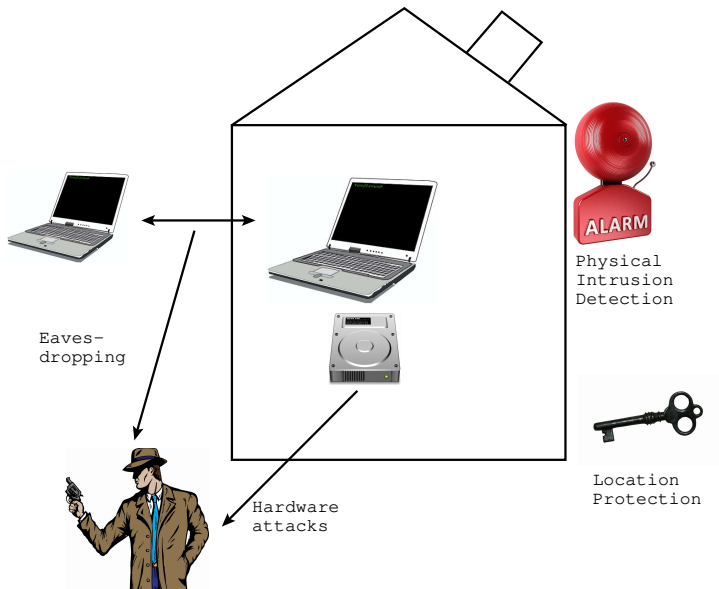 ALARM
Physical
Intrusion
Detection
Eaves-
dropping
Location
Protection
Hardware
attacks